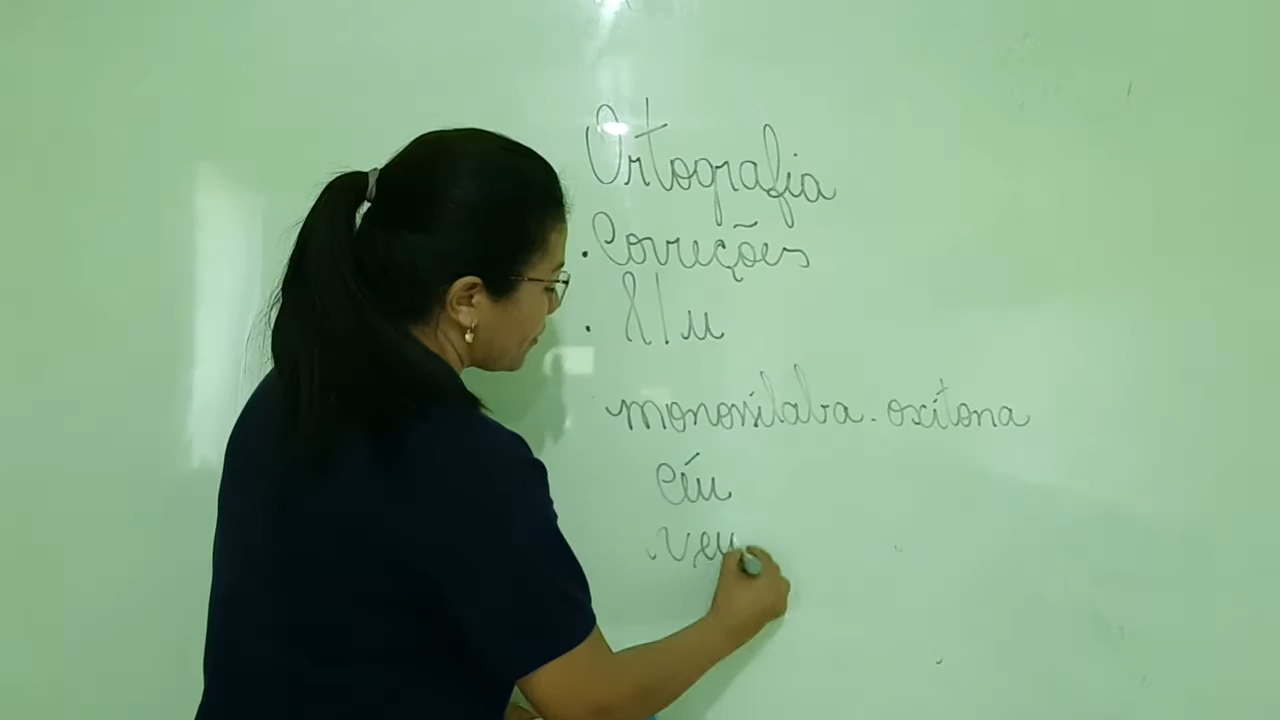 Ortografia
. Correções
. l/u
monossílaba - oxítona
céu
véu